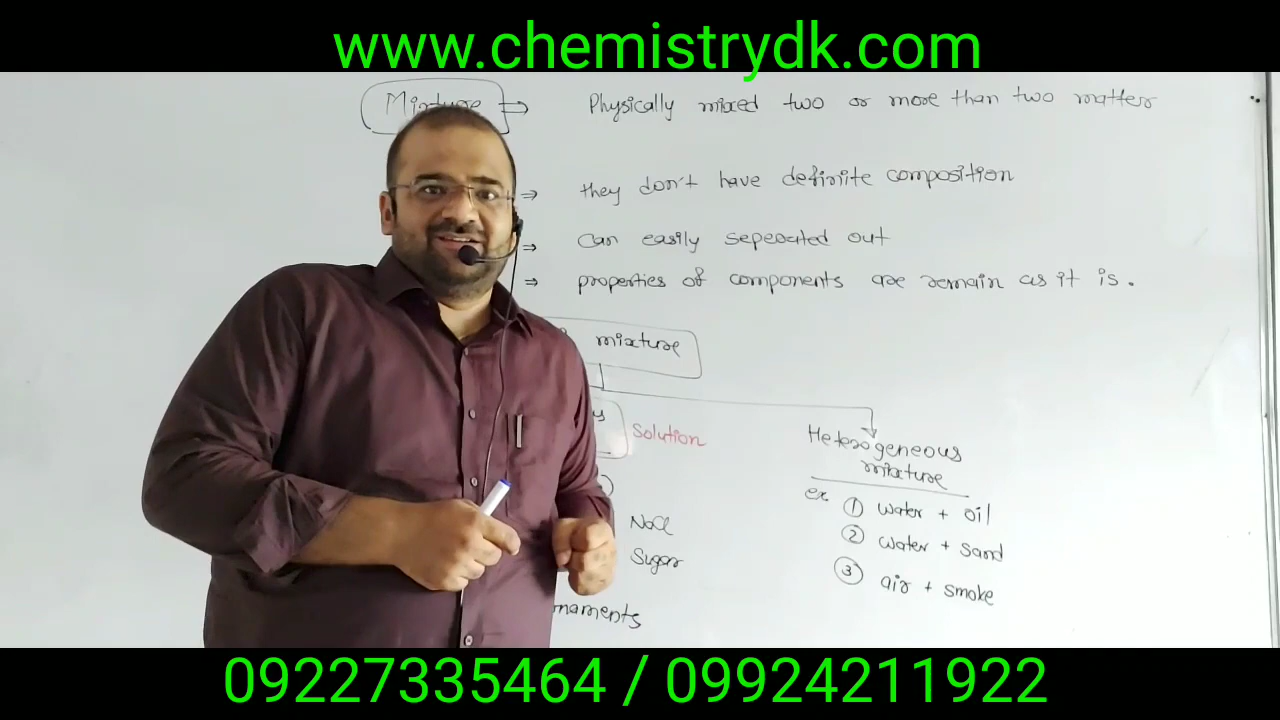 www.chemistrydk.com
Mixture ⇒ Physically mixed two or more than two matter
⇒ they don't have definite composition
⇒ can easily seperated out
⇒ properties of components are remain as it is.
mixture
Solution
Heterogeneous
mixture
ex ① water + oil
② water + sand
③ air + smoke
NaCl
Sugar
naments
09227335464 / 09924211922